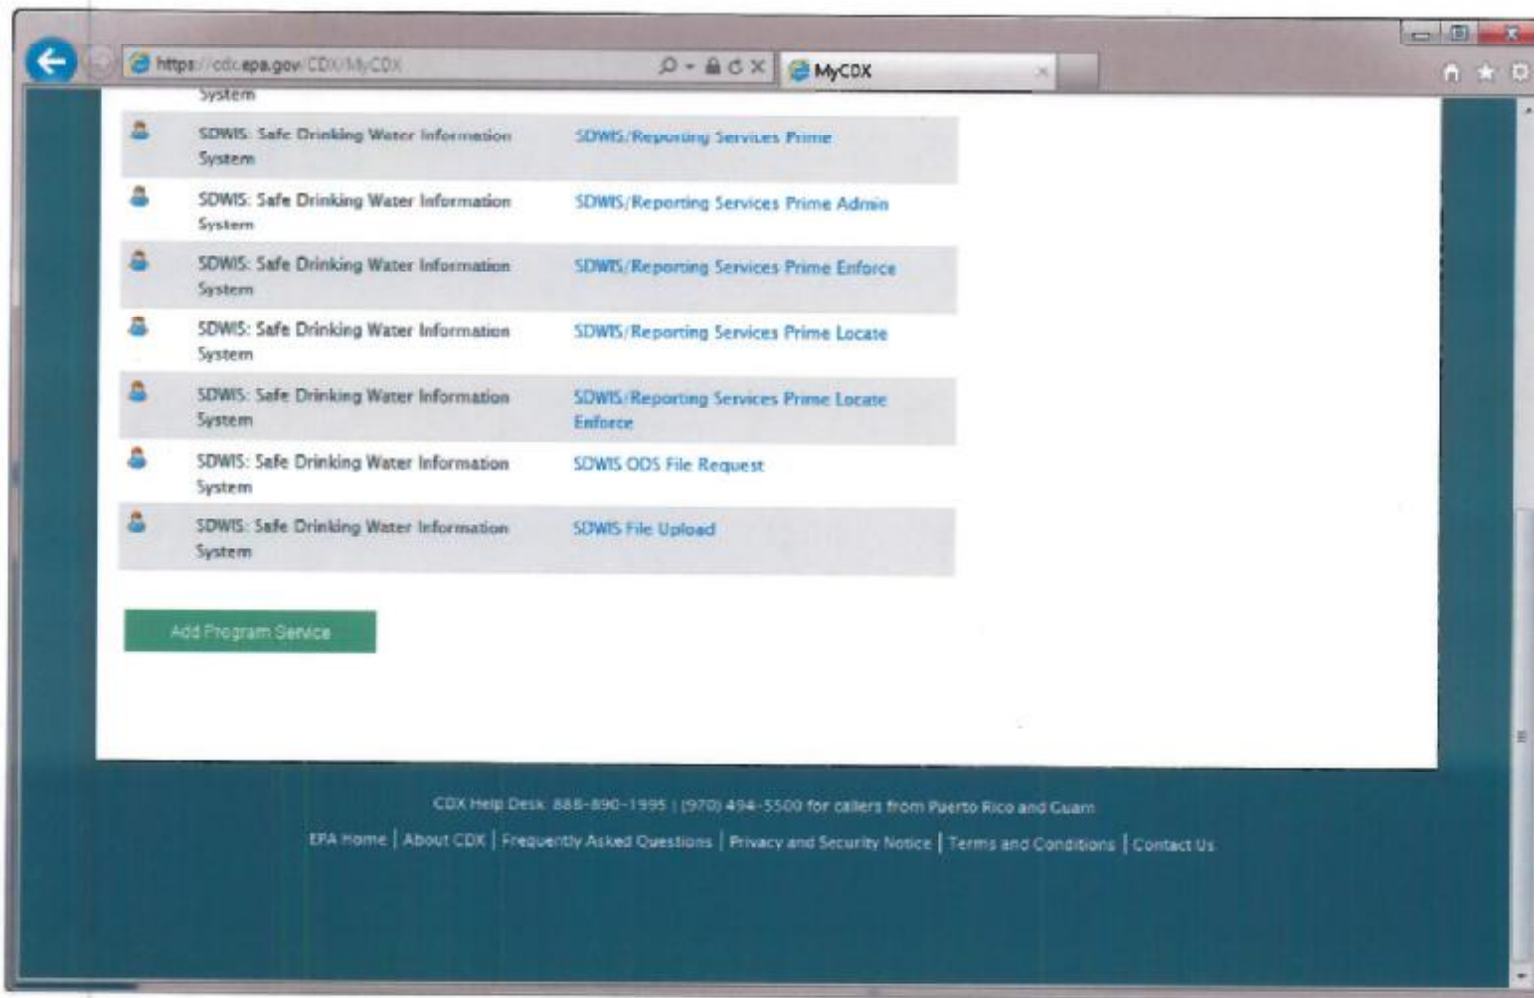 https://cdx.epa.gov/CDX/MyCDX
MyCDX
System
SDWIS: Safe Drinking Water Information System
SDWIS/Reporting Services Prime
SDWIS: Safe Drinking Water Information System
SDWIS/Reporting Services Prime Admin
SDWIS: Safe Drinking Water Information System
SDWIS/Reporting Services Prime Enforce
SDWIS: Safe Drinking Water Information System
SDWIS/Reporting Services Prime Locate
SDWIS: Safe Drinking Water Information System
SDWIS/Reporting Services Prime Locate Enforce
SDWIS: Safe Drinking Water Information System
SDWIS ODS File Request
SDWIS: Safe Drinking Water Information System
SDWIS File Upload
Add Program Service
CDX Help Desk: 888-890-1995 | (970) 494-5500 for callers from Puerto Rico and Guam
EPA Home | About CDX | Frequently Asked Questions | Privacy and Security Notice | Terms and Conditions | Contact Us